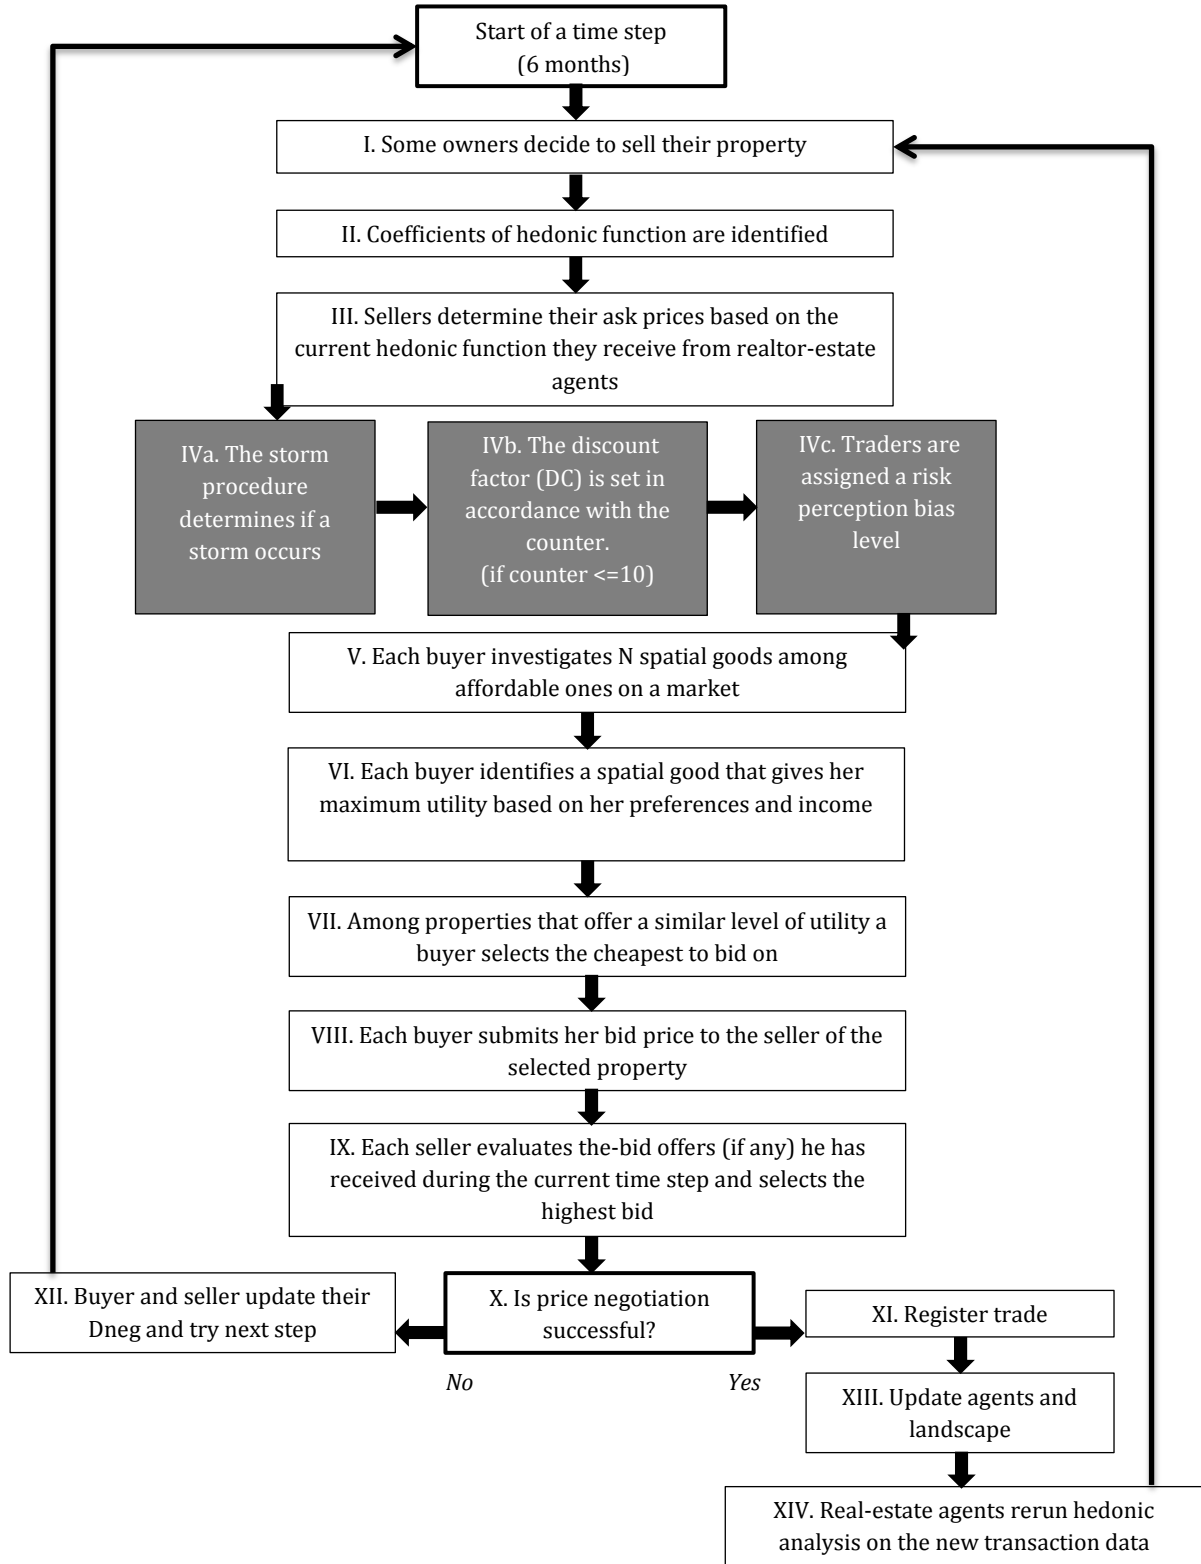 Start of a time step
(6 months)
I. Some owners decide to sell their property
II. Coefficients of hedonic function are identified
III. Sellers determine their ask prices based on the
current hedonic function they receive from realtor-estate
agents
IVa. The storm
procedure
determines if a
storm occurs
IVb. The discount
factor (DC) is set in
accordance with the
counter.
(if counter <=10)
IVc. Traders are
assigned a risk
perception bias
level
V. Each buyer investigates N spatial goods among
affordable ones on a market
VI. Each buyer identifies a spatial good that gives her
maximum utility based on her preferences and income
VII. Among properties that offer a similar level of utility a
buyer selects the cheapest to bid on
VIII. Each buyer submits her bid price to the seller of the
selected property
IX. Each seller evaluates the-bid offers (if any) he has
received during the current time step and selects the
highest bid
X. Is price negotiation
successful?
No
Yes
XII. Buyer and seller update their
Dneg and try next step
XI. Register trade
XIII. Update agents and
landscape
XIV. Real-estate agents rerun hedonic
analysis on the new transaction data